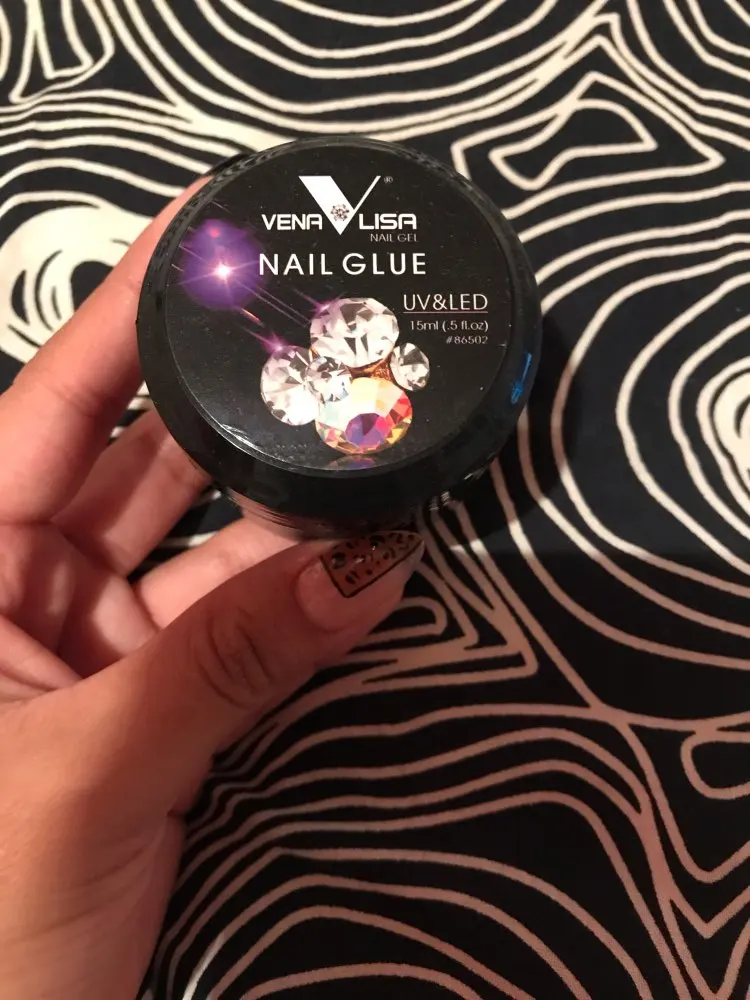 VENA LISA ®
NAIL GEL
NAIL GLUE
UV&LED
15ml (.5 fl.oz)
#86502